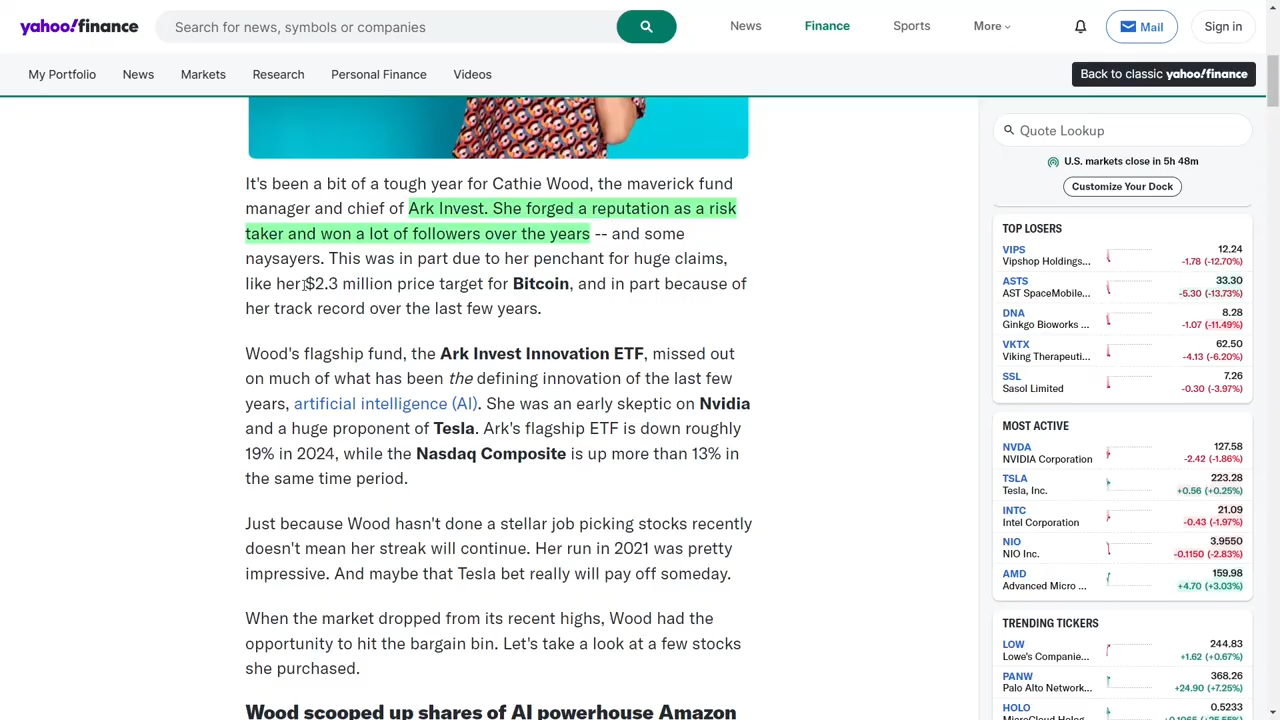 yahoo!finance
Search for news, symbols or companies
News
Finance
Sports
More
Mail
Sign in
My Portfolio
News
Markets
Research
Personal Finance
Videos
Back to classic yahoo!finance
It's been a bit of a tough year for Cathie Wood, the maverick fund
manager and chief of Ark Invest. She forged a reputation as a risk
taker and won a lot of followers over the years -- and some
naysayers. This was in part due to her penchant for huge claims,
like her $2.3 million price target for Bitcoin, and in part because of
her track record over the last few years.
Wood's flagship fund, the Ark Invest Innovation ETF, missed out
on much of what has been the defining innovation of the last few
years, artificial intelligence (AI). She was an early skeptic on Nvidia
and a huge proponent of Tesla. Ark's flagship ETF is down roughly
19% in 2024, while the Nasdaq Composite is up more than 13% in
the same time period.
Just because Wood hasn't done a stellar job picking stocks recently
doesn't mean her streak will continue. Her run in 2021 was pretty
impressive. And maybe that Tesla bet really will pay off someday.
When the market dropped from its recent highs, Wood had the
opportunity to hit the bargain bin. Let's take a look at a few stocks
she purchased.
Wood scooped up shares of AI powerhouse Amazon
Quote Lookup
U.S. markets close in 5h 48m
Customize Your Dock
TOP LOSERS
VIPS 12.24
Vipshop Holdings... -1.78 (-12.70%)
ASTS 33.30
AST SpaceMobile... -5.30 (-13.73%)
DNA 8.28
Ginkgo Bioworks ... -1.07 (-11.49%)
VKTX 62.50
Viking Therapeuti... -4.13 (-6.20%)
SSL 7.26
Sasol Limited -0.30 (-3.97%)
MOST ACTIVE
NVDA 127.58
NVIDIA Corporation -2.42 (-1.86%)
TSLA 223.28
Tesla, Inc. +0.56 (+0.25%)
INTC 21.09
Intel Corporation -0.43 (-1.97%)
NIO 3.9550
NIO Inc. -0.1150 (-2.83%)
AMD 159.98
Advanced Micro ... +4.70 (+3.03%)
TRENDING TICKERS
LOW 244.83
Lowe's Companie... +1.62 (+0.67%)
PANW 368.26
Palo Alto Network... +24.90 (+7.25%)
HOLO 0.5233
MicroCloud Holog...